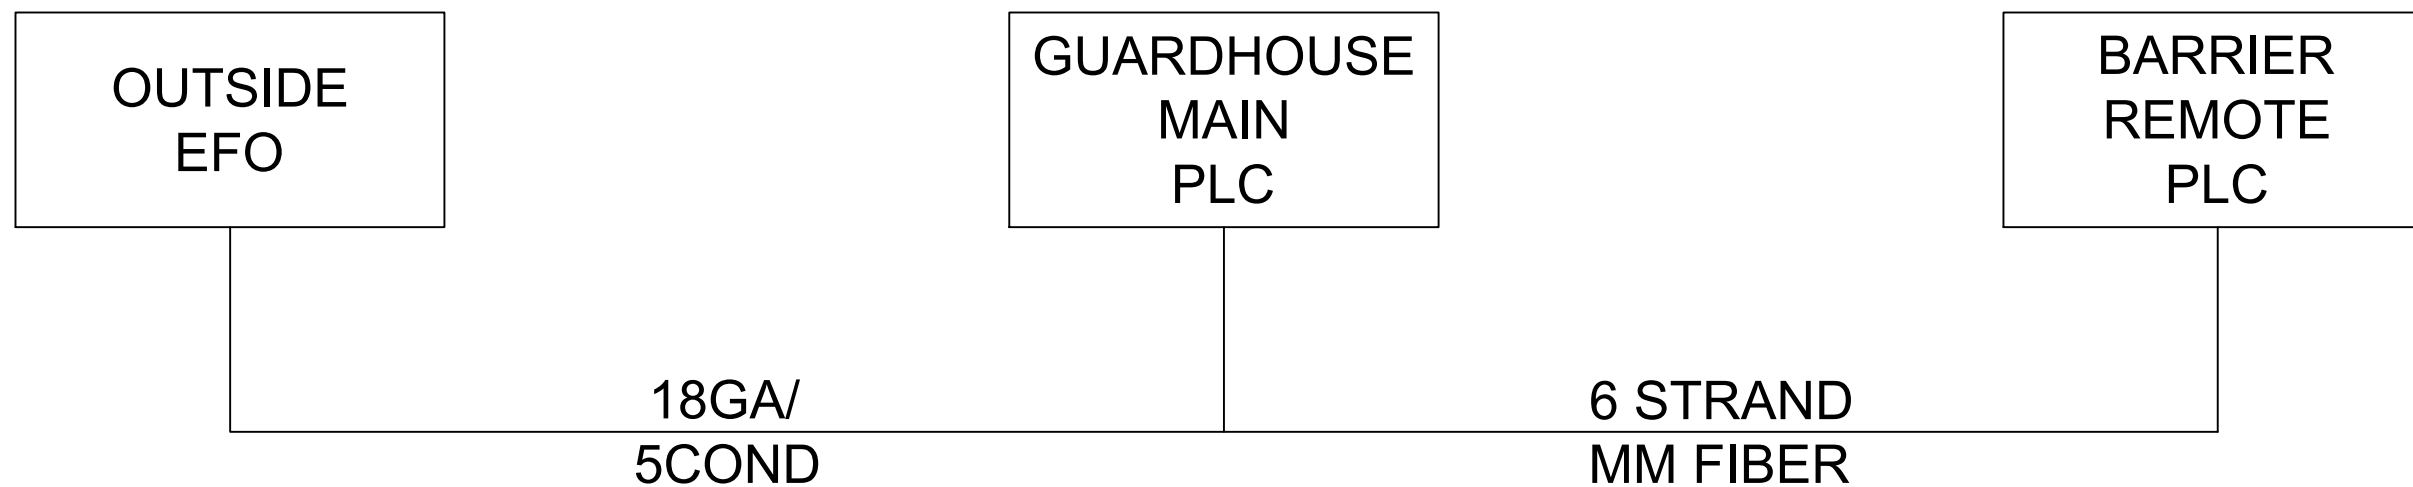 OUTSIDE
EFO
GUARDHOUSE
MAIN
PLC
BARRIER
REMOTE
PLC
18GA/
5COND
6 STRAND
MM FIBER